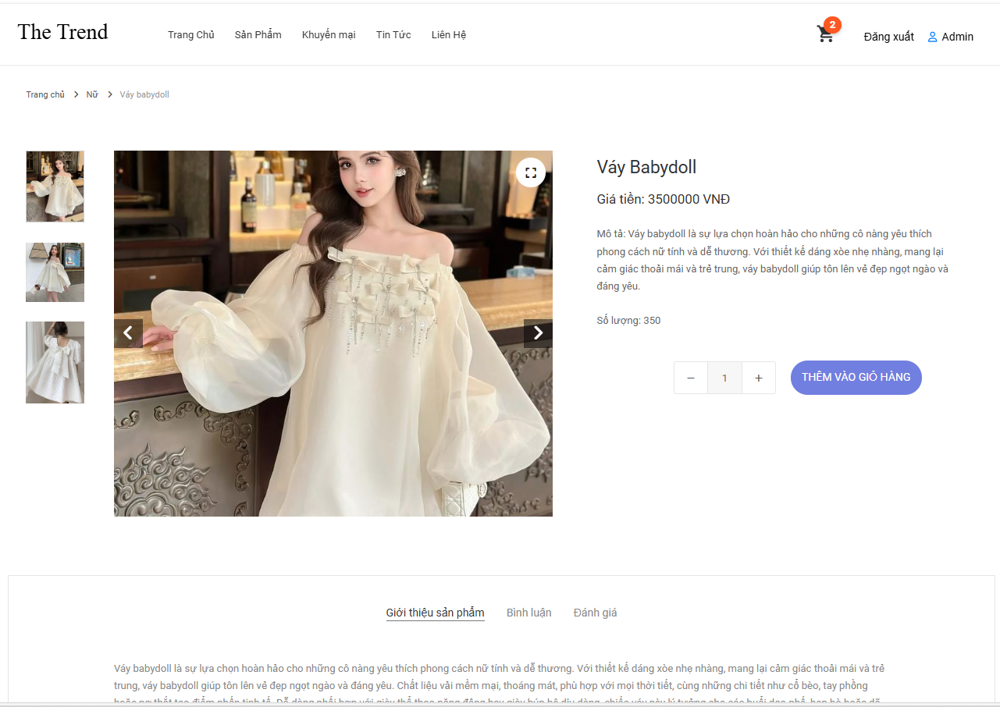 The Trend
Trang Chủ Sản Phẩm Khuyến mại Tin Tức Liên Hệ
2
Đăng xuất Admin
Trang chủ > Nữ > Váy babydoll
Váy Babydoll
Giá tiền: 3500000 VNĐ
Mô tả: Váy babydoll là sự lựa chọn hoàn hảo cho những cô nàng yêu thích
phong cách nữ tính và dễ thương. Với thiết kế dáng xòe nhẹ nhàng, mang lại
cảm giác thoải mái và trẻ trung, váy babydoll giúp tôn lên vẻ đẹp ngọt ngào và
đáng yêu.
Số lượng: 350
− 1 +
THÊM VÀO GIỎ HÀNG
Giới thiệu sản phẩm Bình luận Đánh giá
Váy babydoll là sự lựa chọn hoàn hảo cho những cô nàng yêu thích phong cách nữ tính và dễ thương. Với thiết kế dáng xòe nhẹ nhàng, mang lại cảm giác thoải mái và trẻ
trung, váy babydoll giúp tôn lên vẻ đẹp ngọt ngào và đáng yêu. Chất liệu vải mềm mại, thoáng mát, phù hợp với mọi thời tiết, cùng những chi tiết như cổ bèo, tay phồng